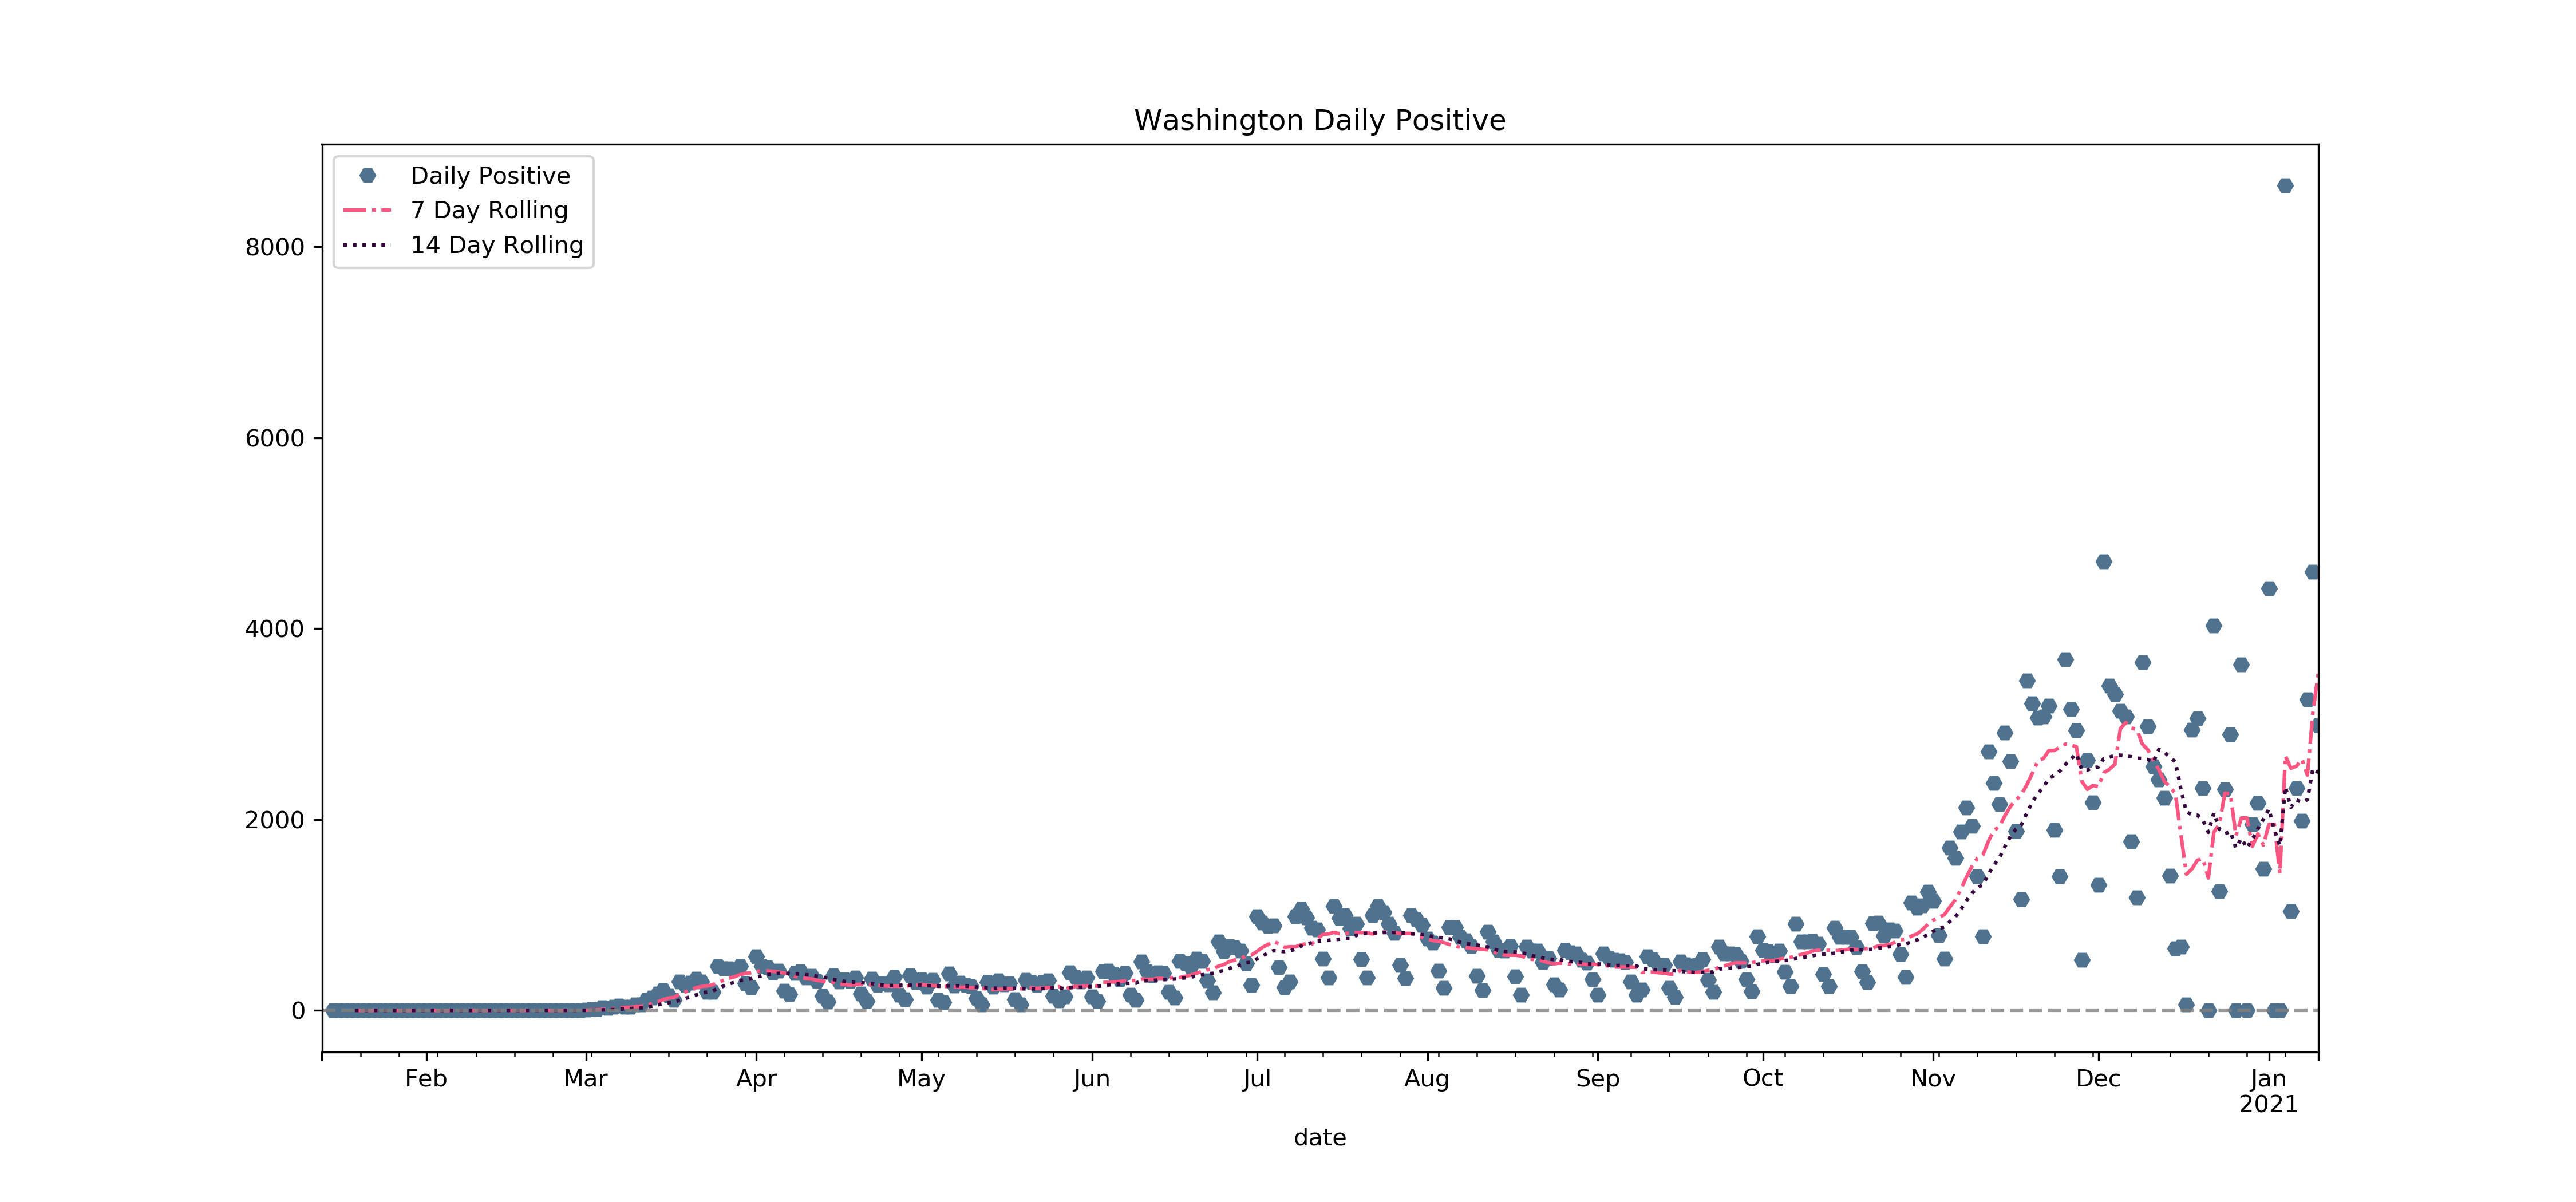 Washington Daily Positive
Daily Positive
7 Day Rolling
14 Day Rolling
8000
6000
4000
2000
0
Feb Mar Apr May Jun Jul Aug Sep Oct Nov Dec Jan
2021
date